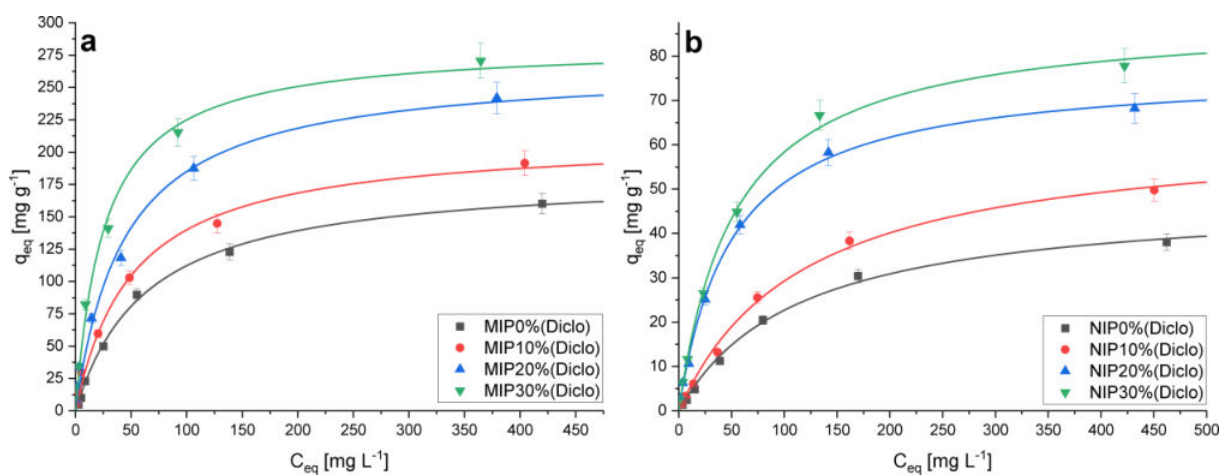 a
300
275
250
225
200
175
150
125
100
75
50
25
0
q_eq [mg g⁻¹]
0 50 100 150 200 250 300 350 400 450
C_eq [mg L⁻¹]
MIP0%(Diclo)
MIP10%(Diclo)
MIP20%(Diclo)
MIP30%(Diclo)
b
80
70
60
50
40
30
20
10
0
q_eq [mg g⁻¹]
0 50 100 150 200 250 300 350 400 450 500
C_eq [mg L⁻¹]
NIP0%(Diclo)
NIP10%(Diclo)
NIP20%(Diclo)
NIP30%(Diclo)